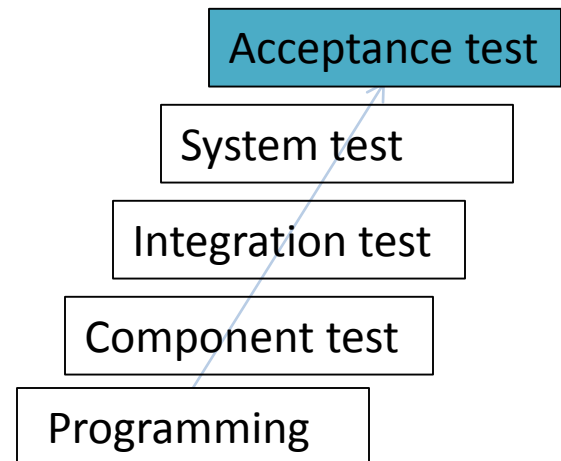 Acceptance test
System test
Integration test
Component test
Programming